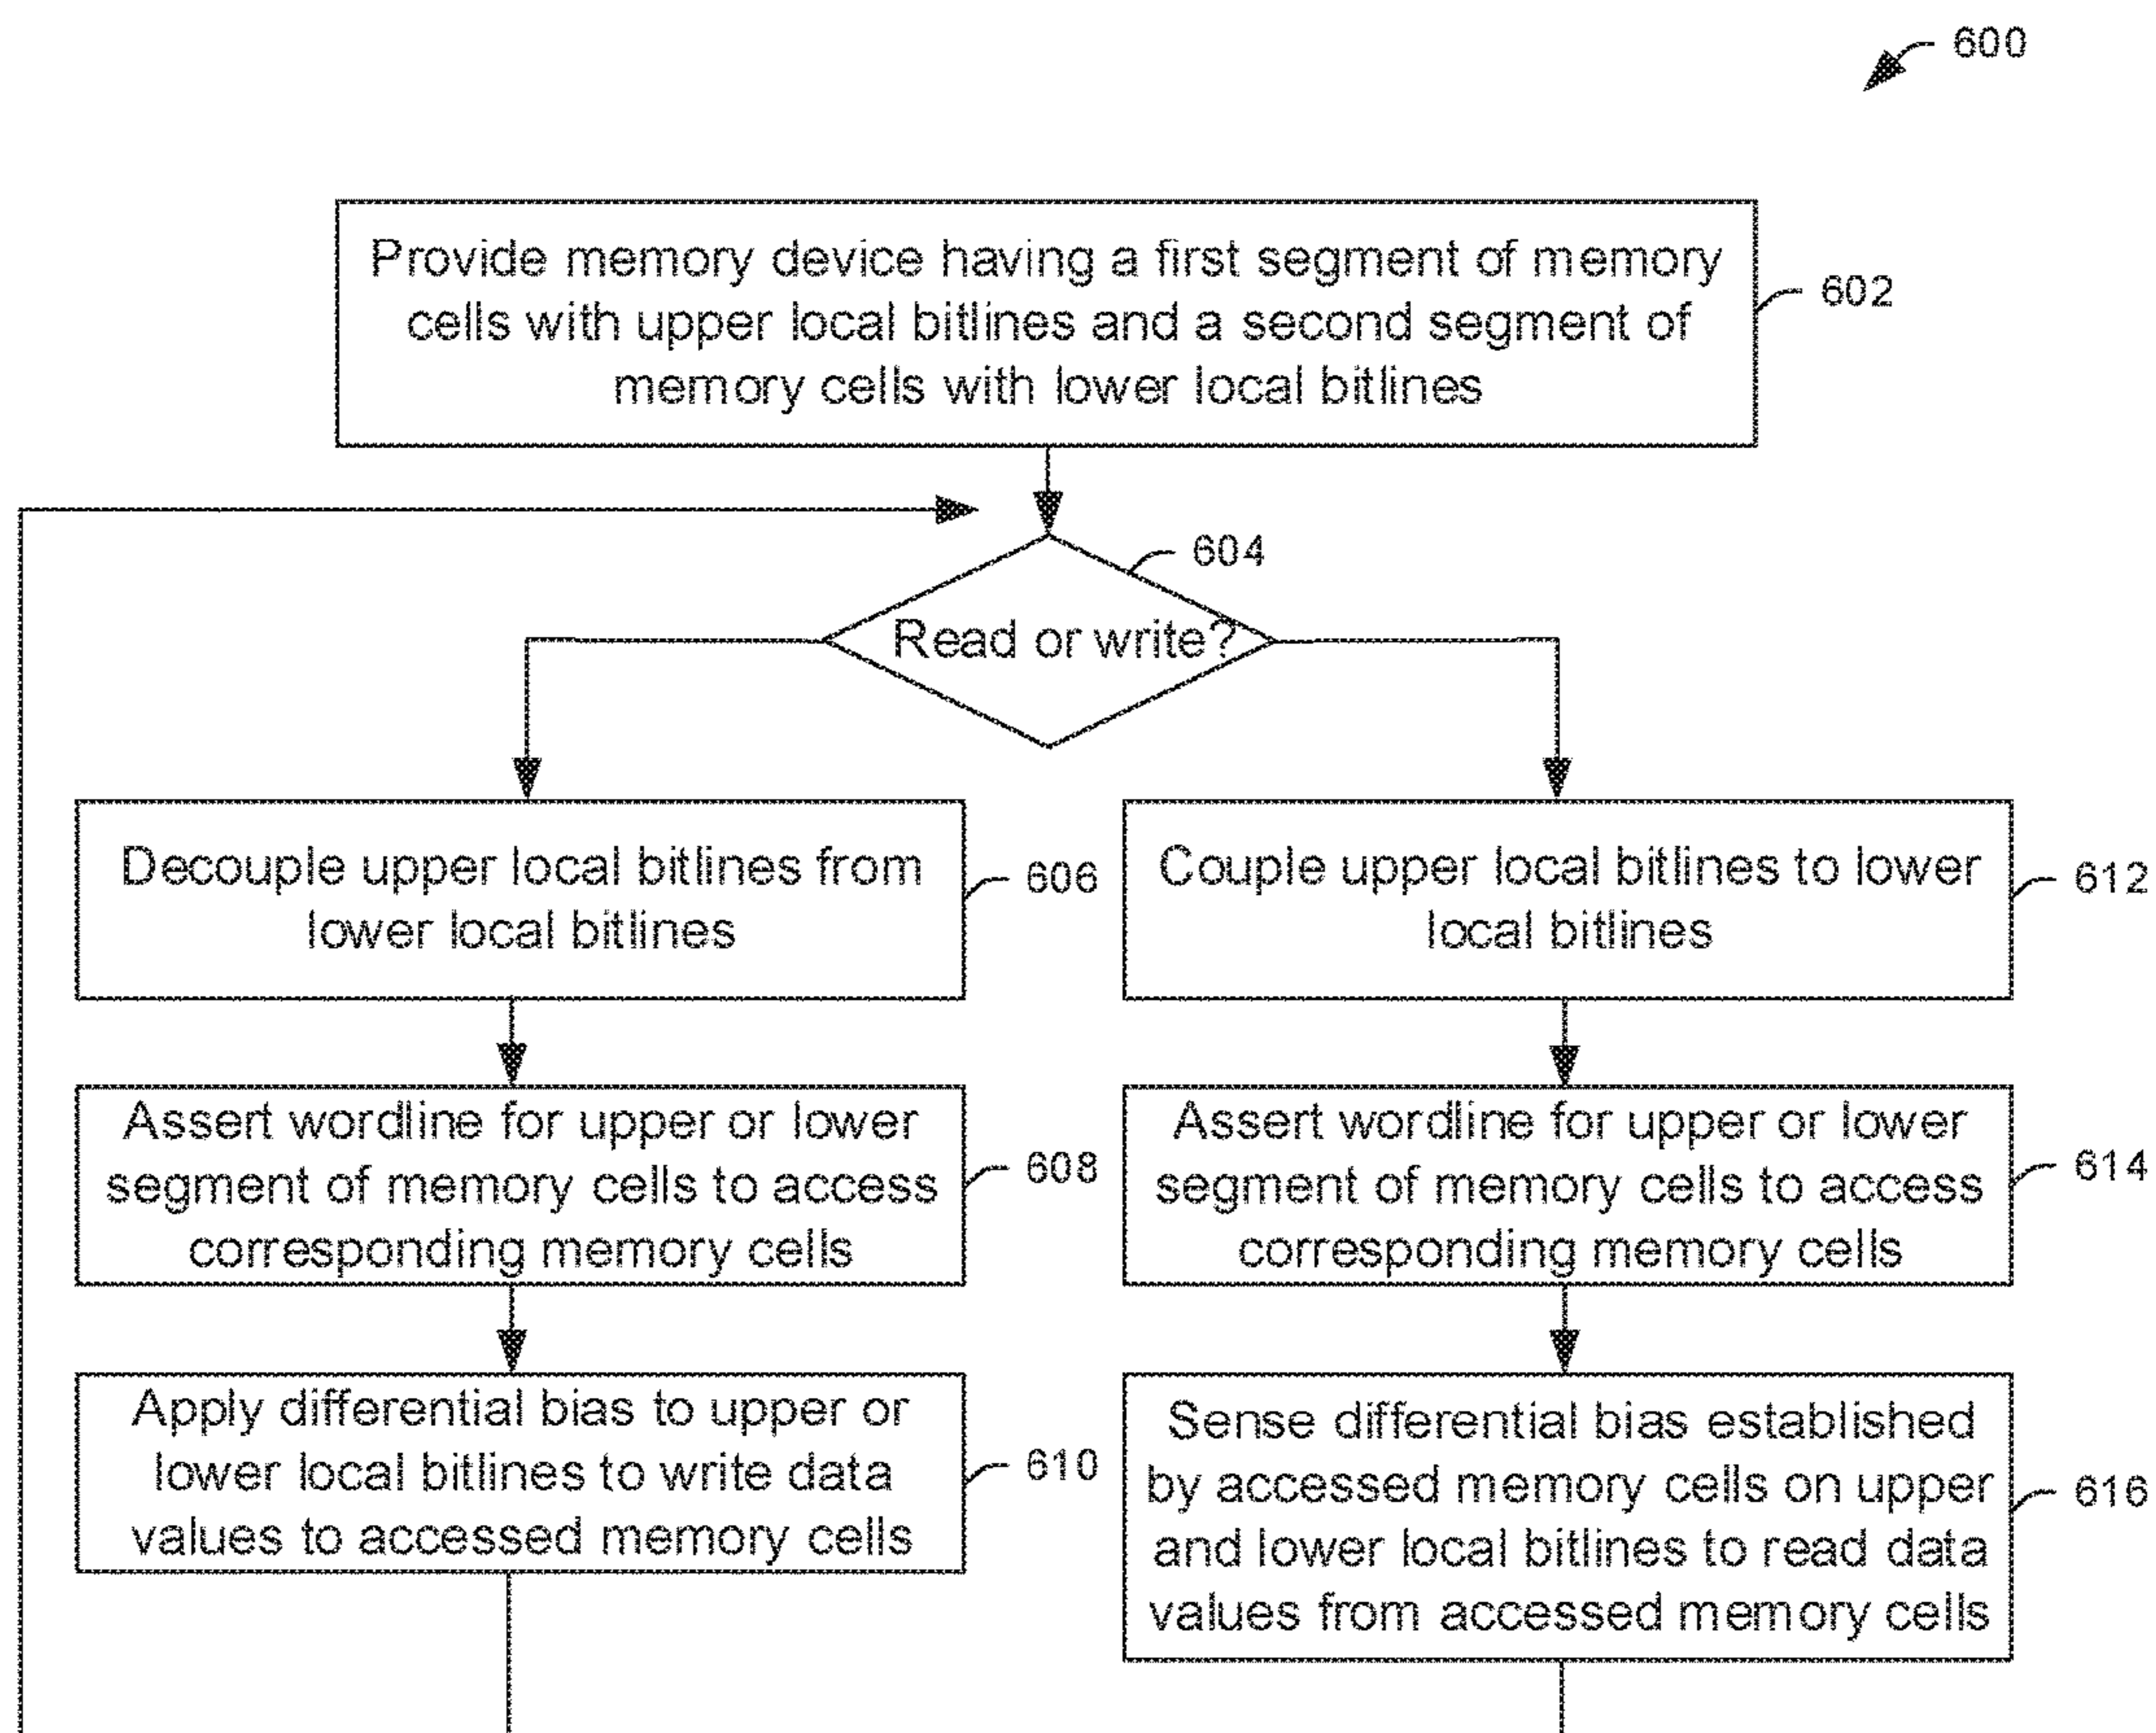 600
Provide memory device having a first segment of memory
cells with upper local bitlines and a second segment of
memory cells with lower local bitlines
602
604
Read or write?
Decouple upper local bitlines from
lower local bitlines
606
Couple upper local bitlines to lower
local bitlines
612
Assert wordline for upper or lower
segment of memory cells to access
corresponding memory cells
608
Assert wordline for upper or lower
segment of memory cells to access
corresponding memory cells
614
Apply differential bias to upper or
lower local bitlines to write data
values to accessed memory cells
610
Sense differential bias established
by accessed memory cells on upper
and lower local bitlines to read data
values from accessed memory cells
616